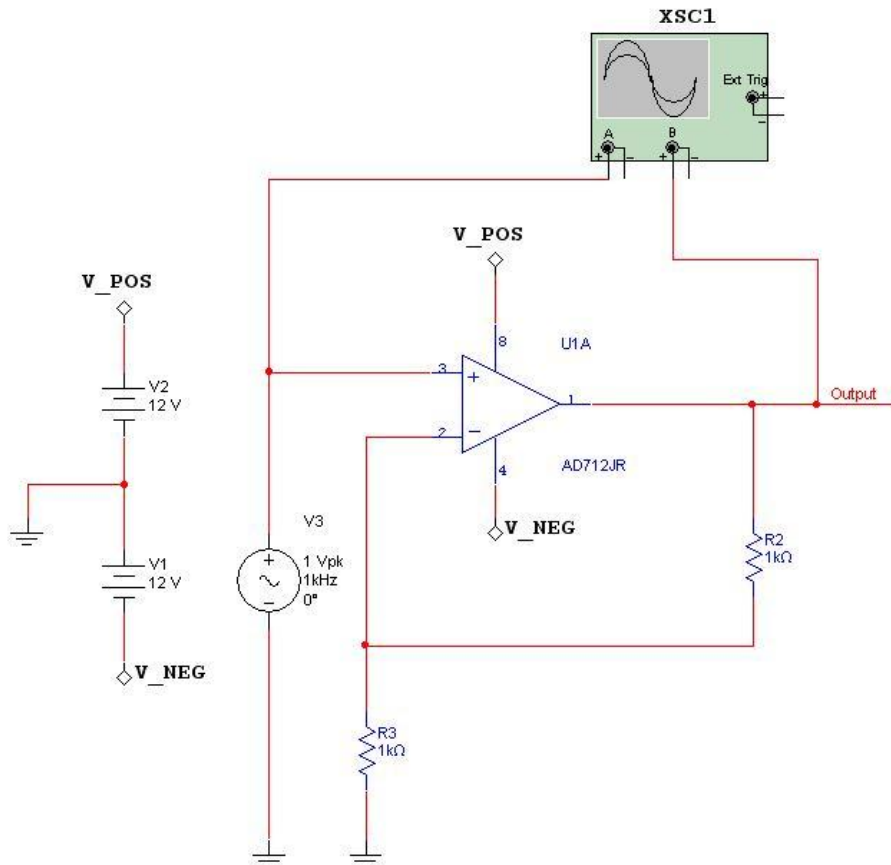 XSC1
Ext Trig
+
−
A
B
+
−
+
−
V_POS
V_POS
V2
12 V
V1
12 V
V_NEG
8
U1A
3
+
2
−
1
4
AD712JR
V_NEG
Output
V3
+
−
1 Vpk
1kHz
0°
R2
1kΩ
R3
1kΩ